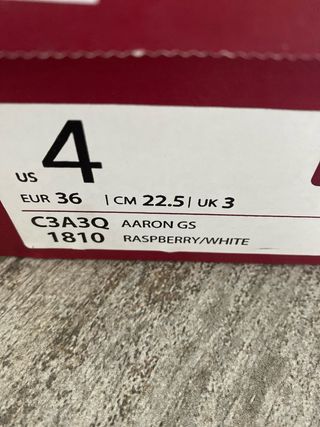 US 4
EUR 36 | CM 22.5 | UK 3
C3A3Q AARON GS
1810 RASPBERRY/WHITE